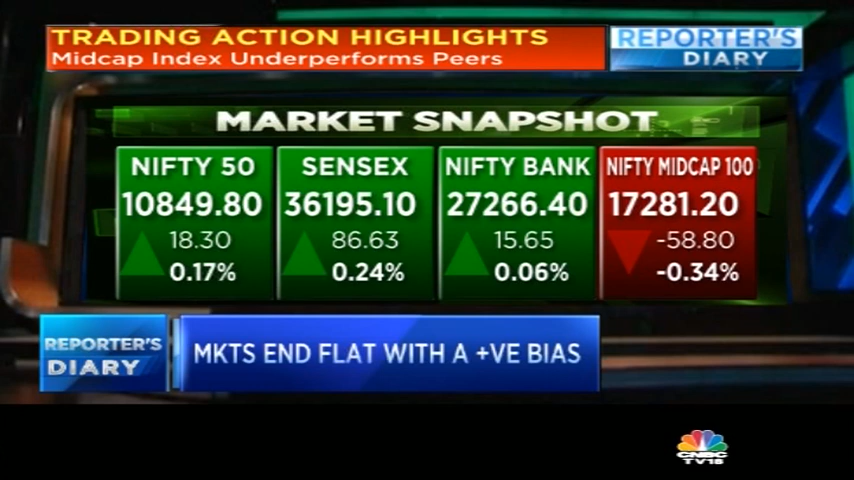 TRADING ACTION HIGHLIGHTS
Midcap Index Underperforms Peers
REPORTER'S
DIARY
MARKET SNAPSHOT
NIFTY 50
10849.80
18.30
0.17%
SENSEX
36195.10
86.63
0.24%
NIFTY BANK
27266.40
15.65
0.06%
NIFTY MIDCAP 100
17281.20
-58.80
-0.34%
REPORTER'S
DIARY
MKTS END FLAT WITH A +VE BIAS
CNBC
TV18